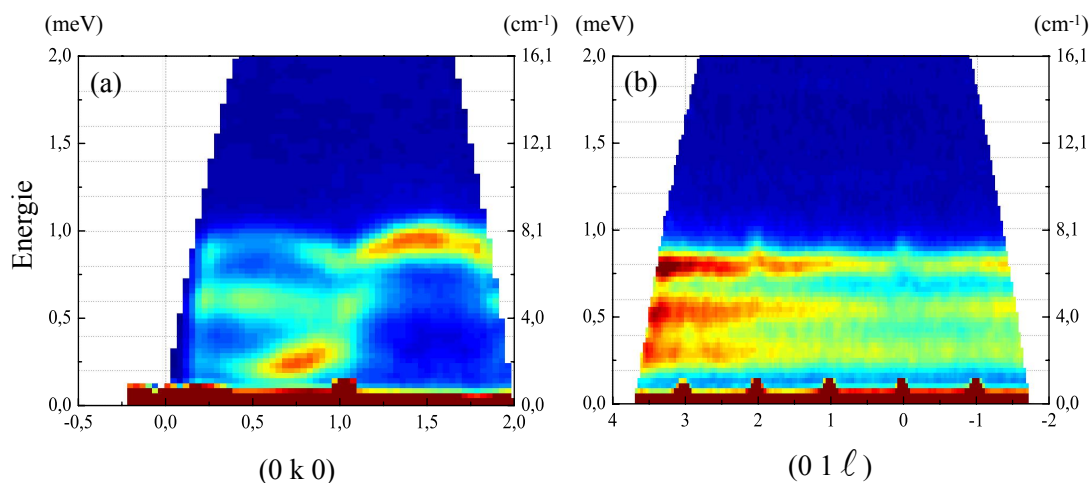 (meV) (cm-1) (meV) (cm-1)
2,0 16,1 2,0 16,1
(a) (b)
1,5 12,1 1,5 12,1
Energie
1,0 8,1 1,0 8,1
0,5 4,0 0,5 4,0
0,0 0,0 0,0 0,0
-0,5 0,0 0,5 1,0 1,5 2,0 4 3 2 1 0 -1 -2
(0 k 0) (0 1 ℓ)